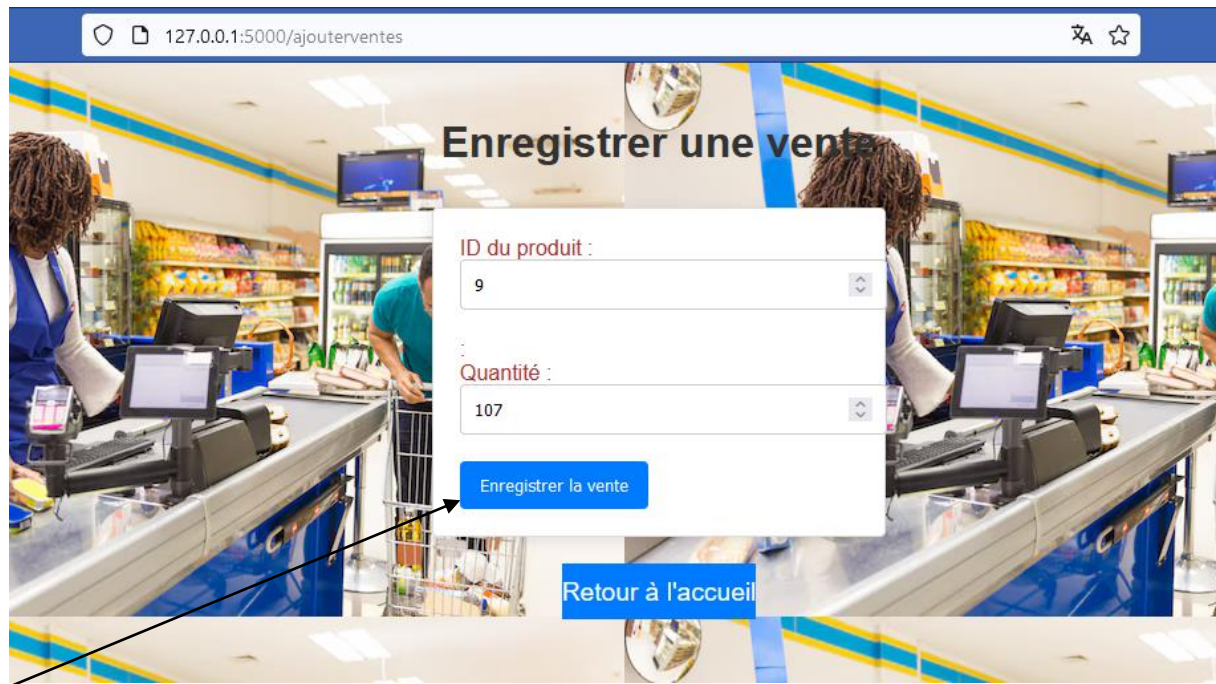 127.0.0.1:5000/ajouterventes
Enregistrer une vente
ID du produit :
9
:
Quantité :
107
Enregistrer la vente
Retour à l'accueil